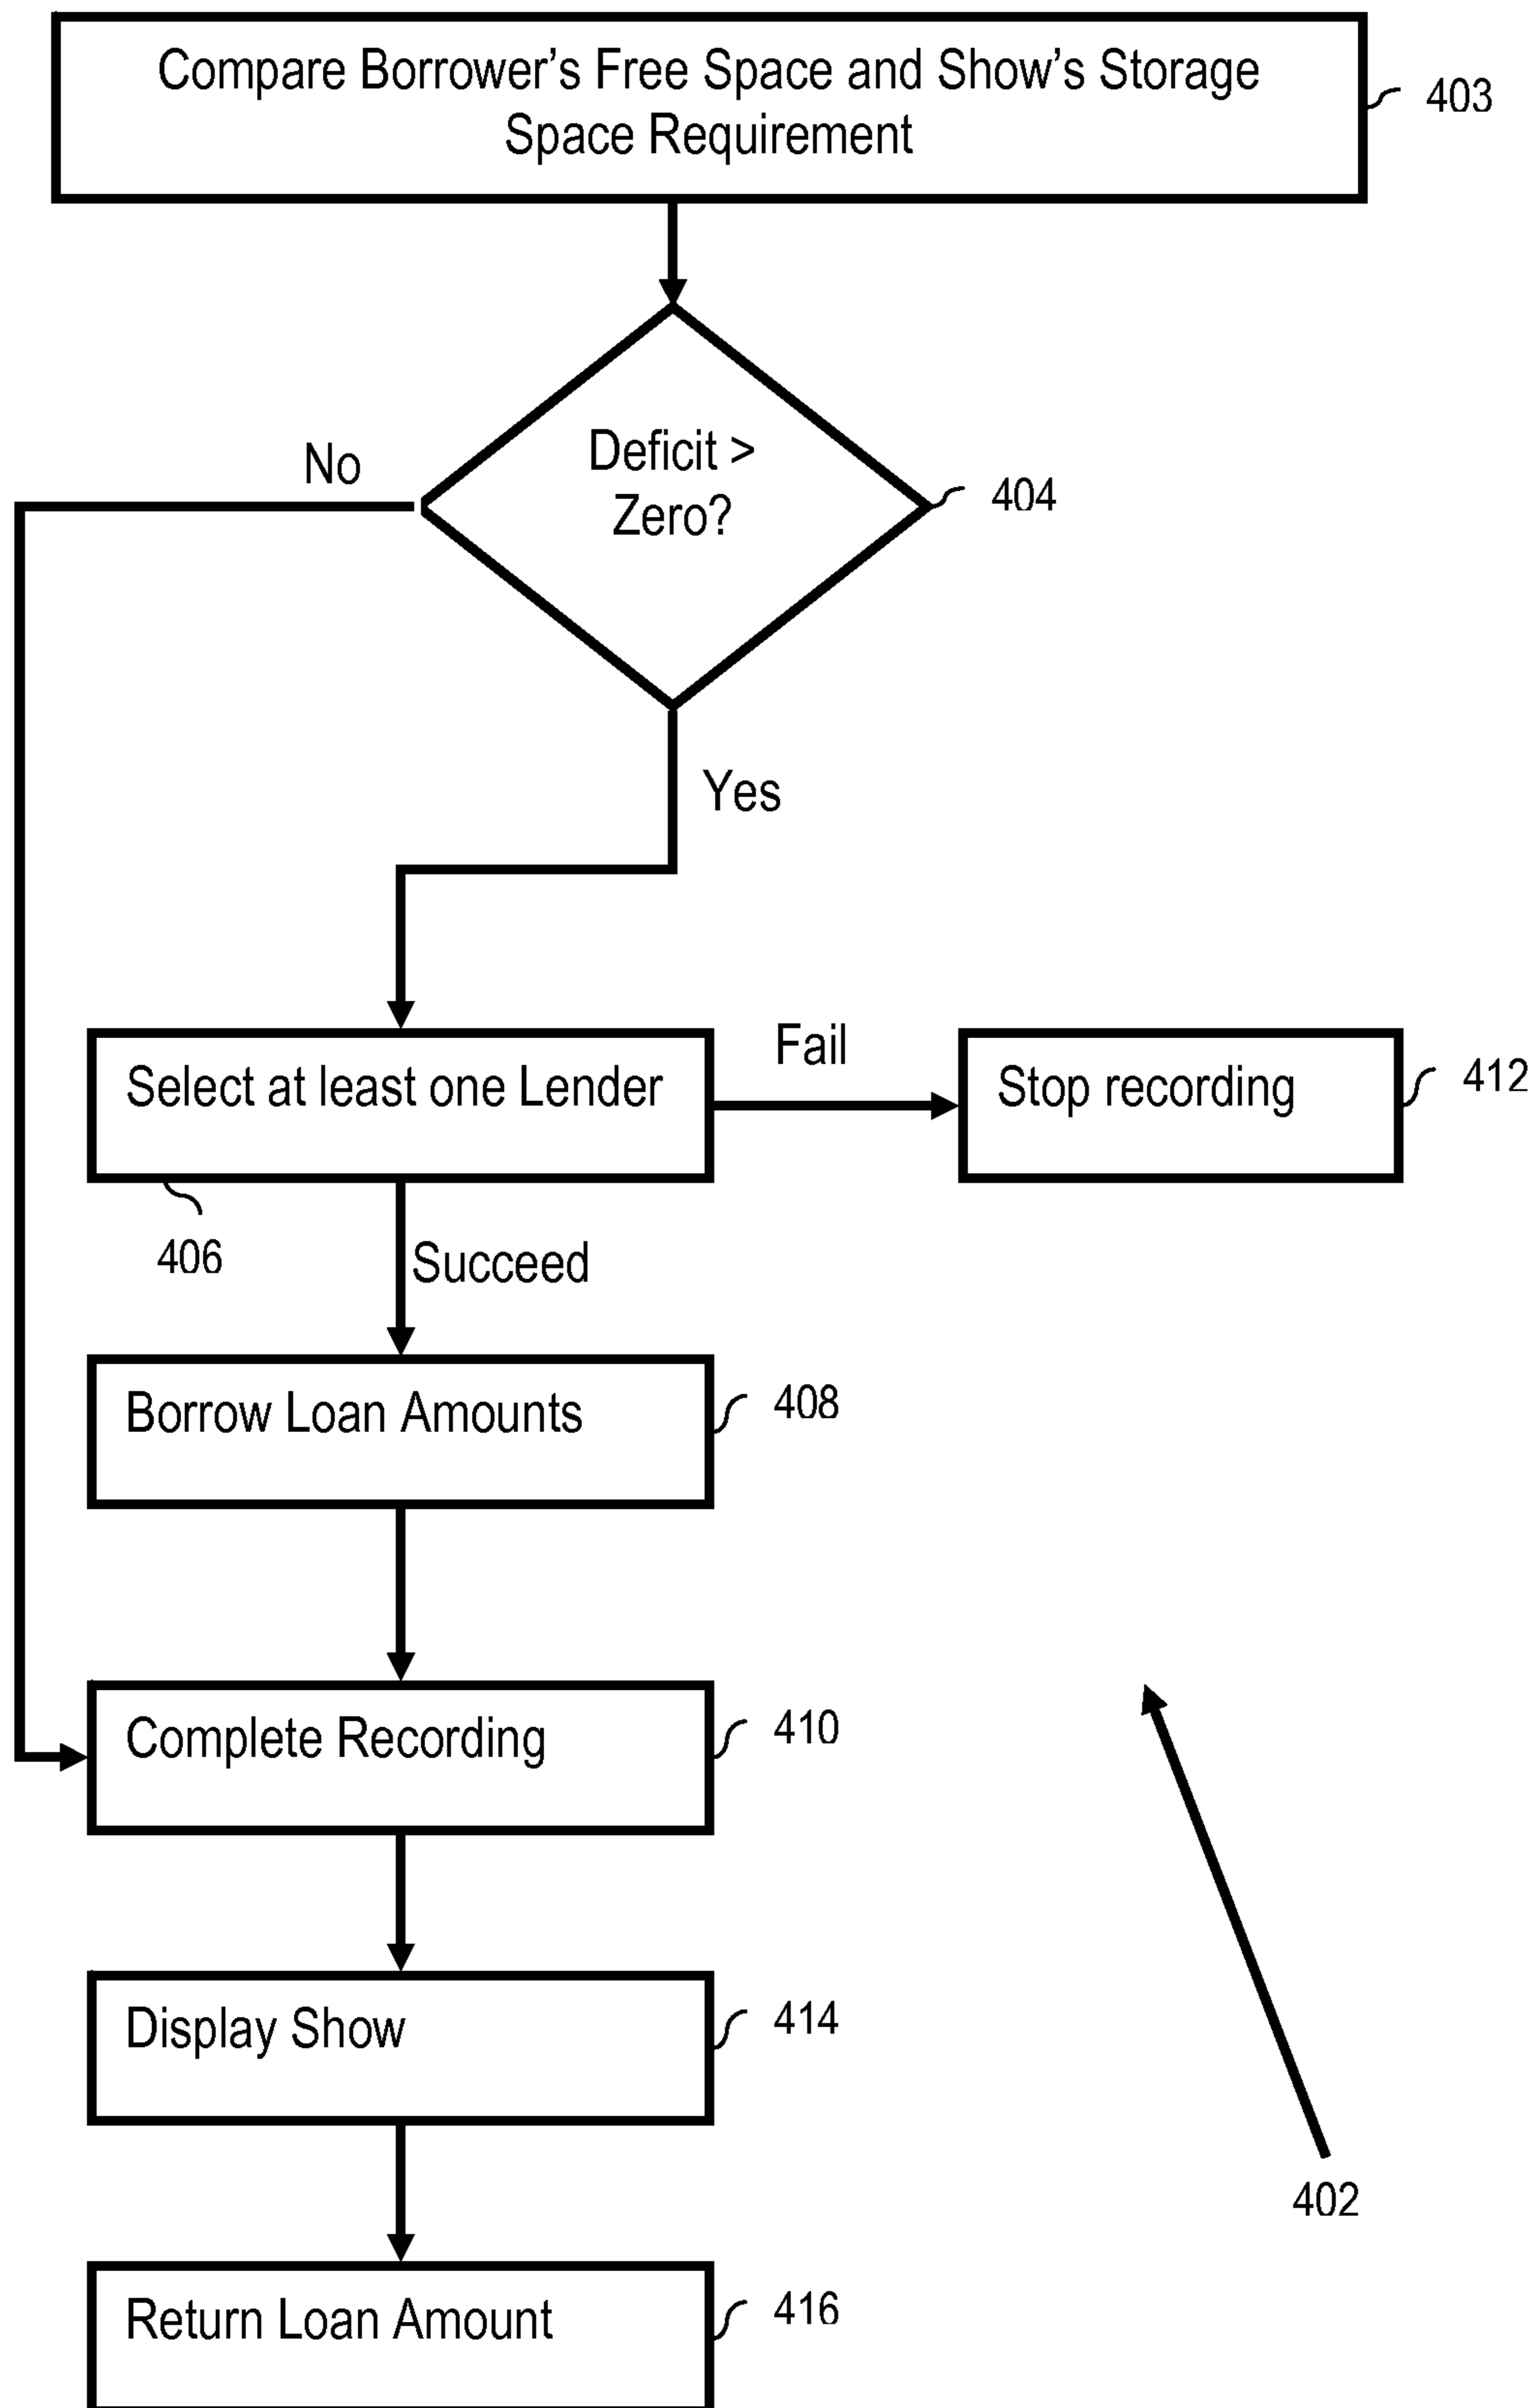 Compare Borrower's Free Space and Show's Storage
Space Requirement
403
Deficit >
Zero?
No
404
Yes
Select at least one Lender
Fail
Stop recording
412
406
Succeed
Borrow Loan Amounts
408
Complete Recording
410
Display Show
414
402
Return Loan Amount
416